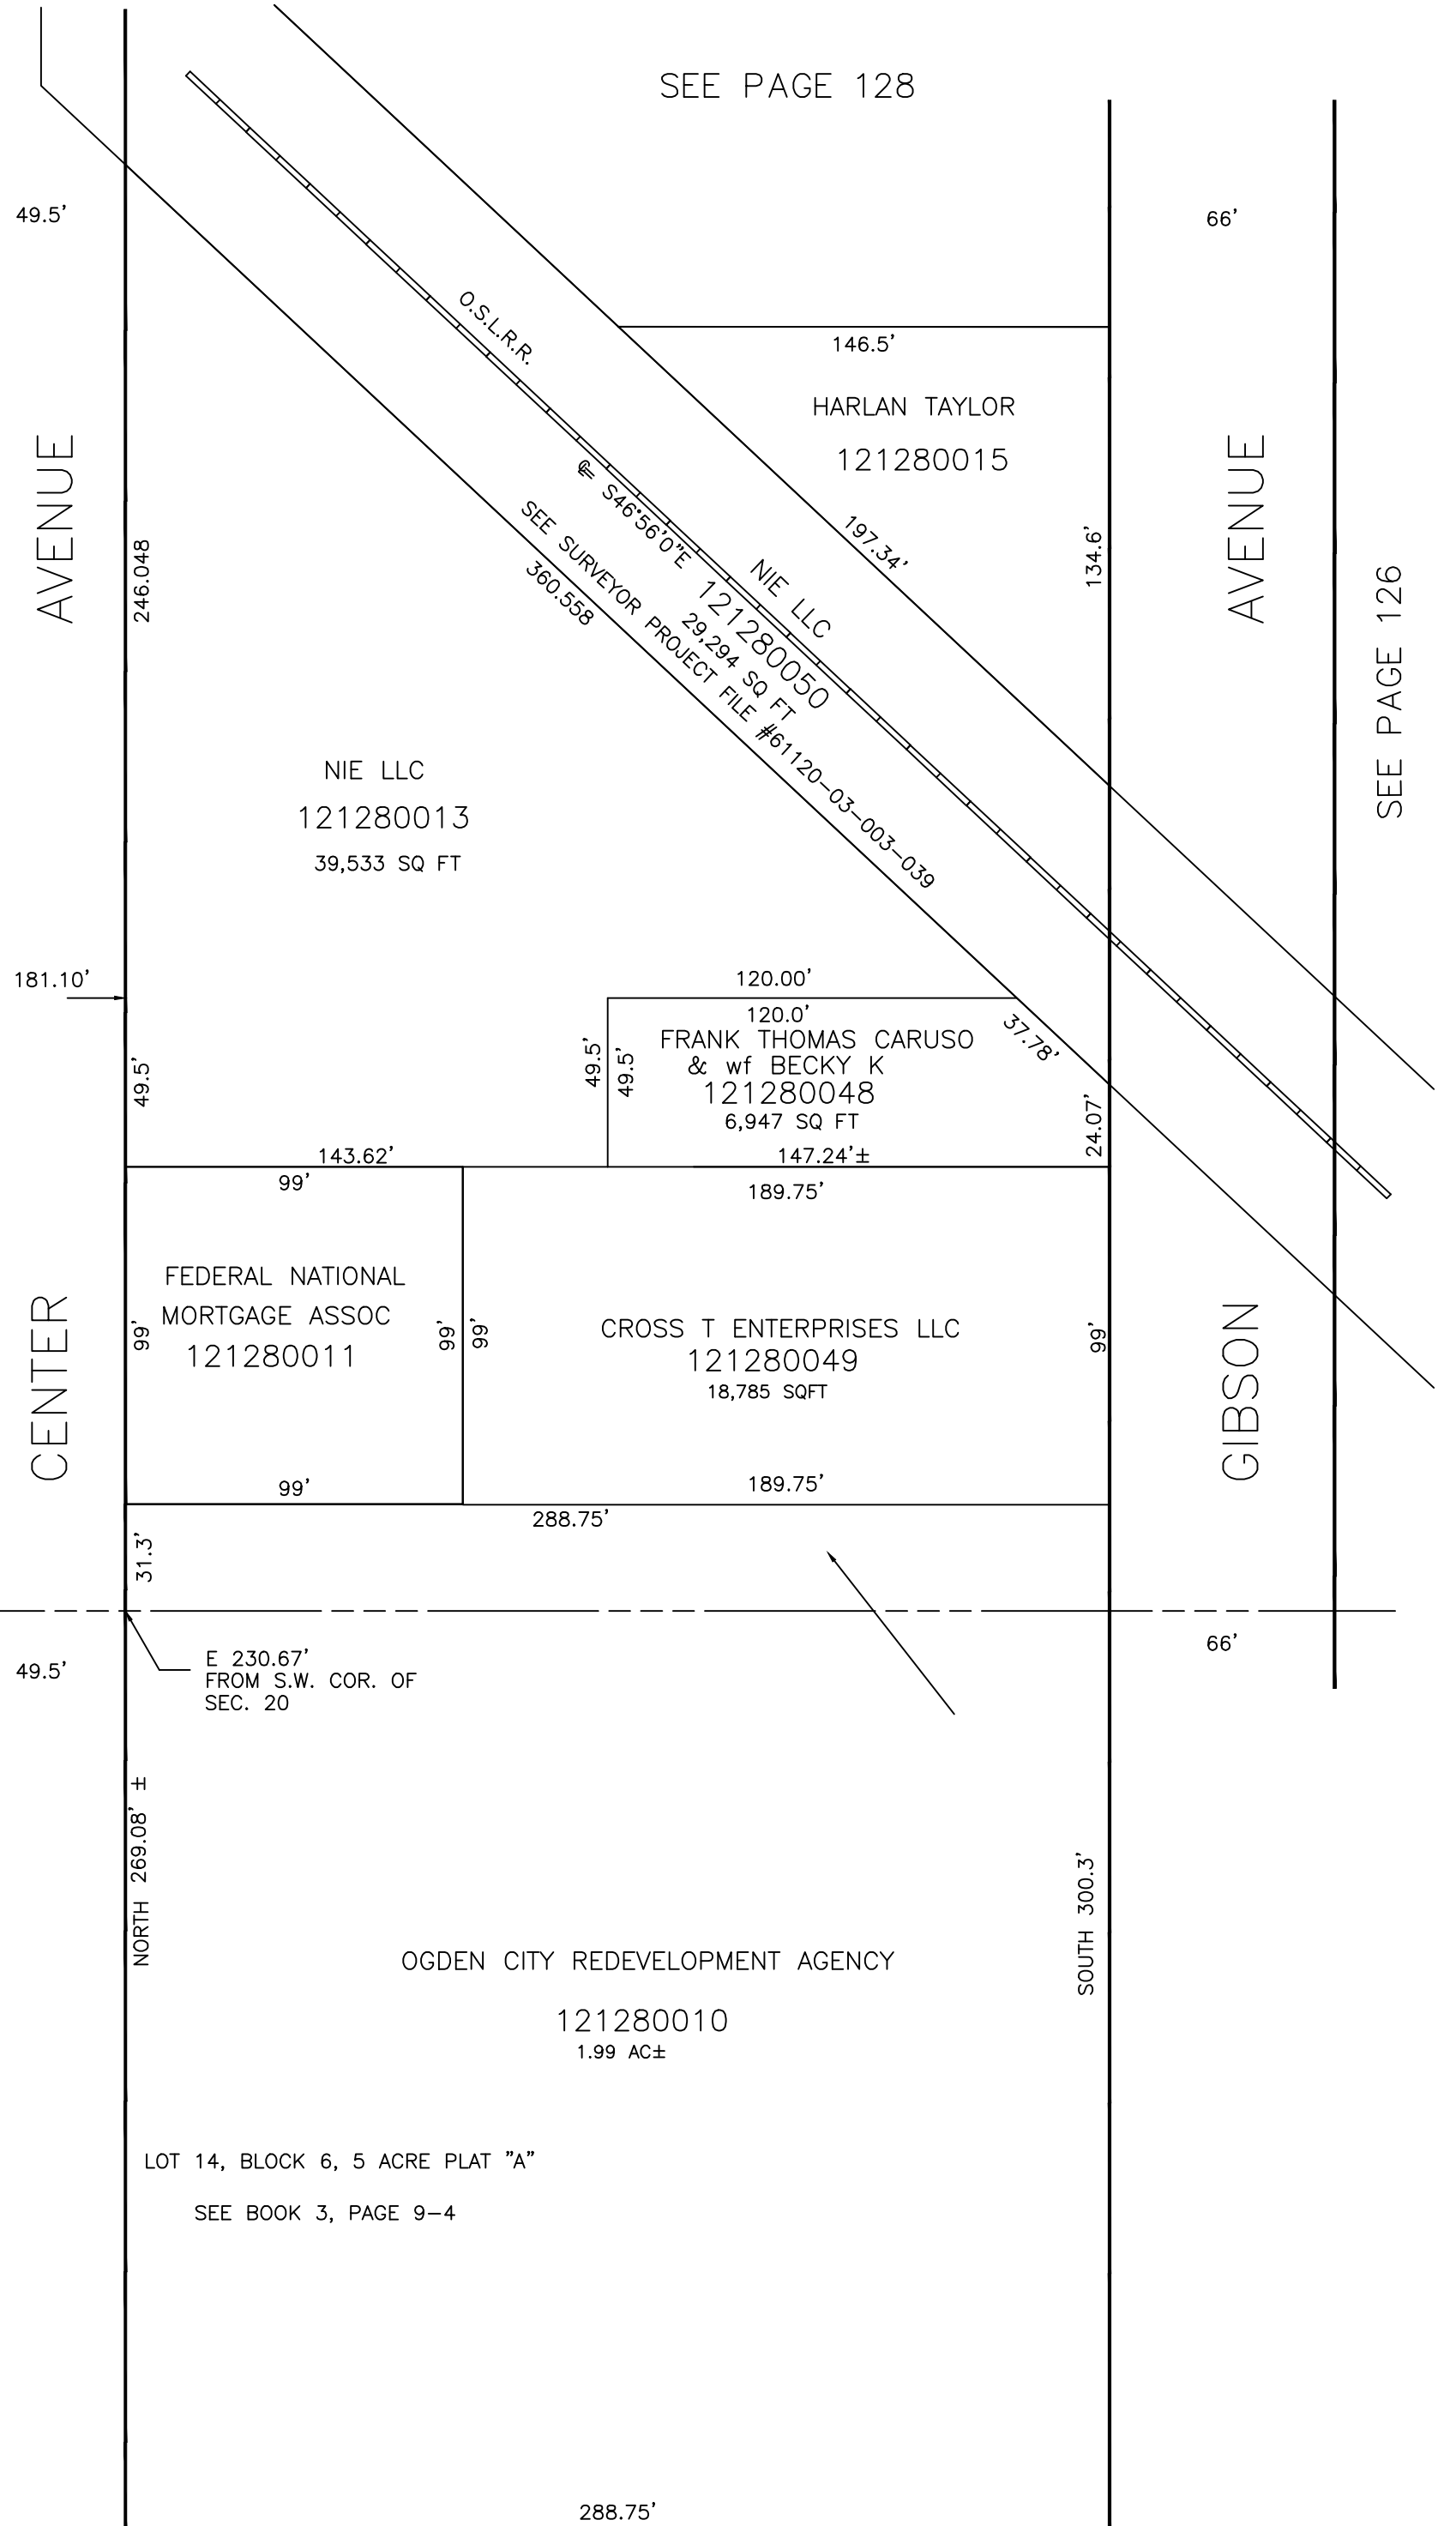 SEE PAGE 128
49.5'
66'
O.S.L.R.R.
146.5'
HARLAN TAYLOR
121280015
AVENUE
AVENUE
246.048
S46°56'0"E
197.34'
134.6'
NIE LLC
121280050
29,294 SQ FT
SEE SURVEYOR PROJECT FILE #61120-03-003-039
360.558
SEE PAGE 126
NIE LLC
121280013
39,533 SQ FT
181.10'
120.00'
120.0'
49.5'
49.5'
49.5'
FRANK THOMAS CARUSO
& wf BECKY K
121280048
6,947 SQ FT
37.78'
24.07'
143.62'
147.24'±
99'
189.75'
FEDERAL NATIONAL
MORTGAGE ASSOC
121280011
99'
99'
99'
CROSS T ENTERPRISES LLC
121280049
18,785 SQFT
99'
CENTER
GIBSON
99'
189.75'
288.75'
31.3'
49.5'
E 230.67'
FROM S.W. COR. OF
SEC. 20
66'
NORTH 269.08' ±
SOUTH 300.3'
OGDEN CITY REDEVELOPMENT AGENCY
121280010
1.99 AC±
LOT 14, BLOCK 6, 5 ACRE PLAT "A"
SEE BOOK 3, PAGE 9-4
288.75'